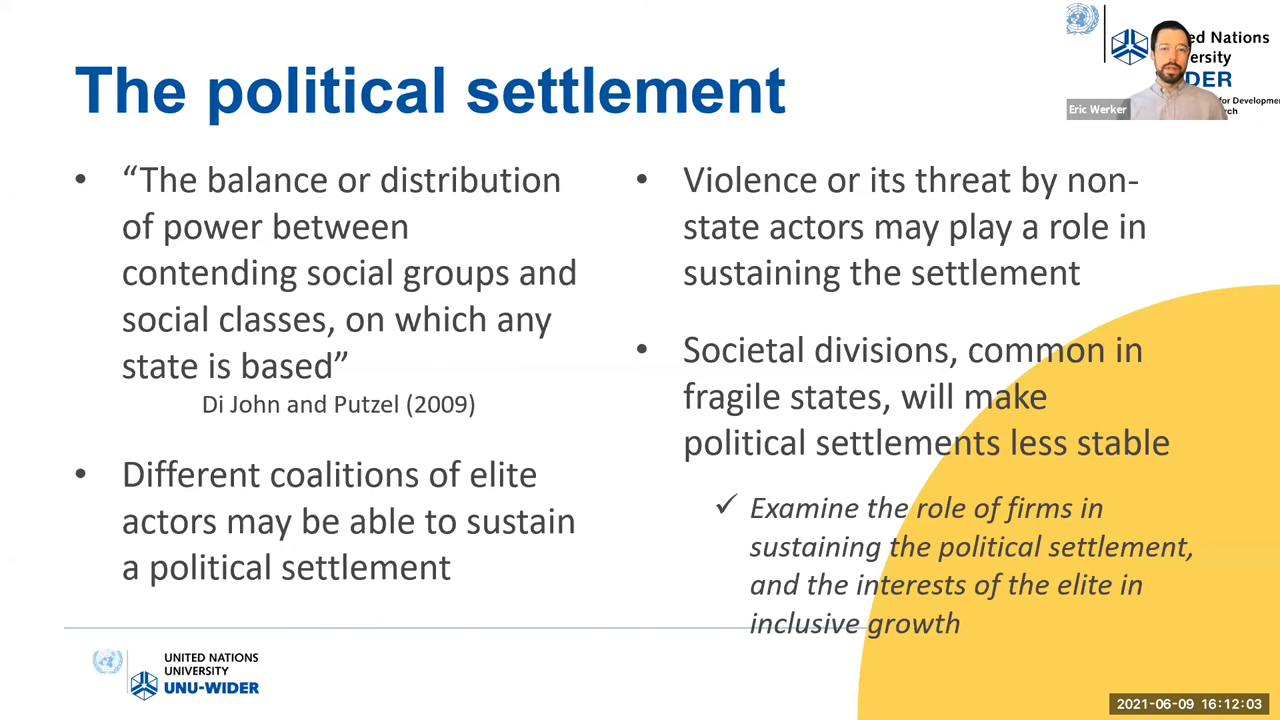 The political settlement
• “The balance or distribution
of power between
contending social groups and
social classes, on which any
state is based”
Di John and Putzel (2009)
• Different coalitions of elite
actors may be able to sustain
a political settlement
• Violence or its threat by non-
state actors may play a role in
sustaining the settlement
• Societal divisions, common in
fragile states, will make
political settlements less stable
✓ Examine the role of firms in
sustaining the political settlement,
and the interests of the elite in
inclusive growth
Nations
Eric Werker
UNITED NATIONS
UNIVERSITY
UNU-WIDER
2021-06-09 16:12:03